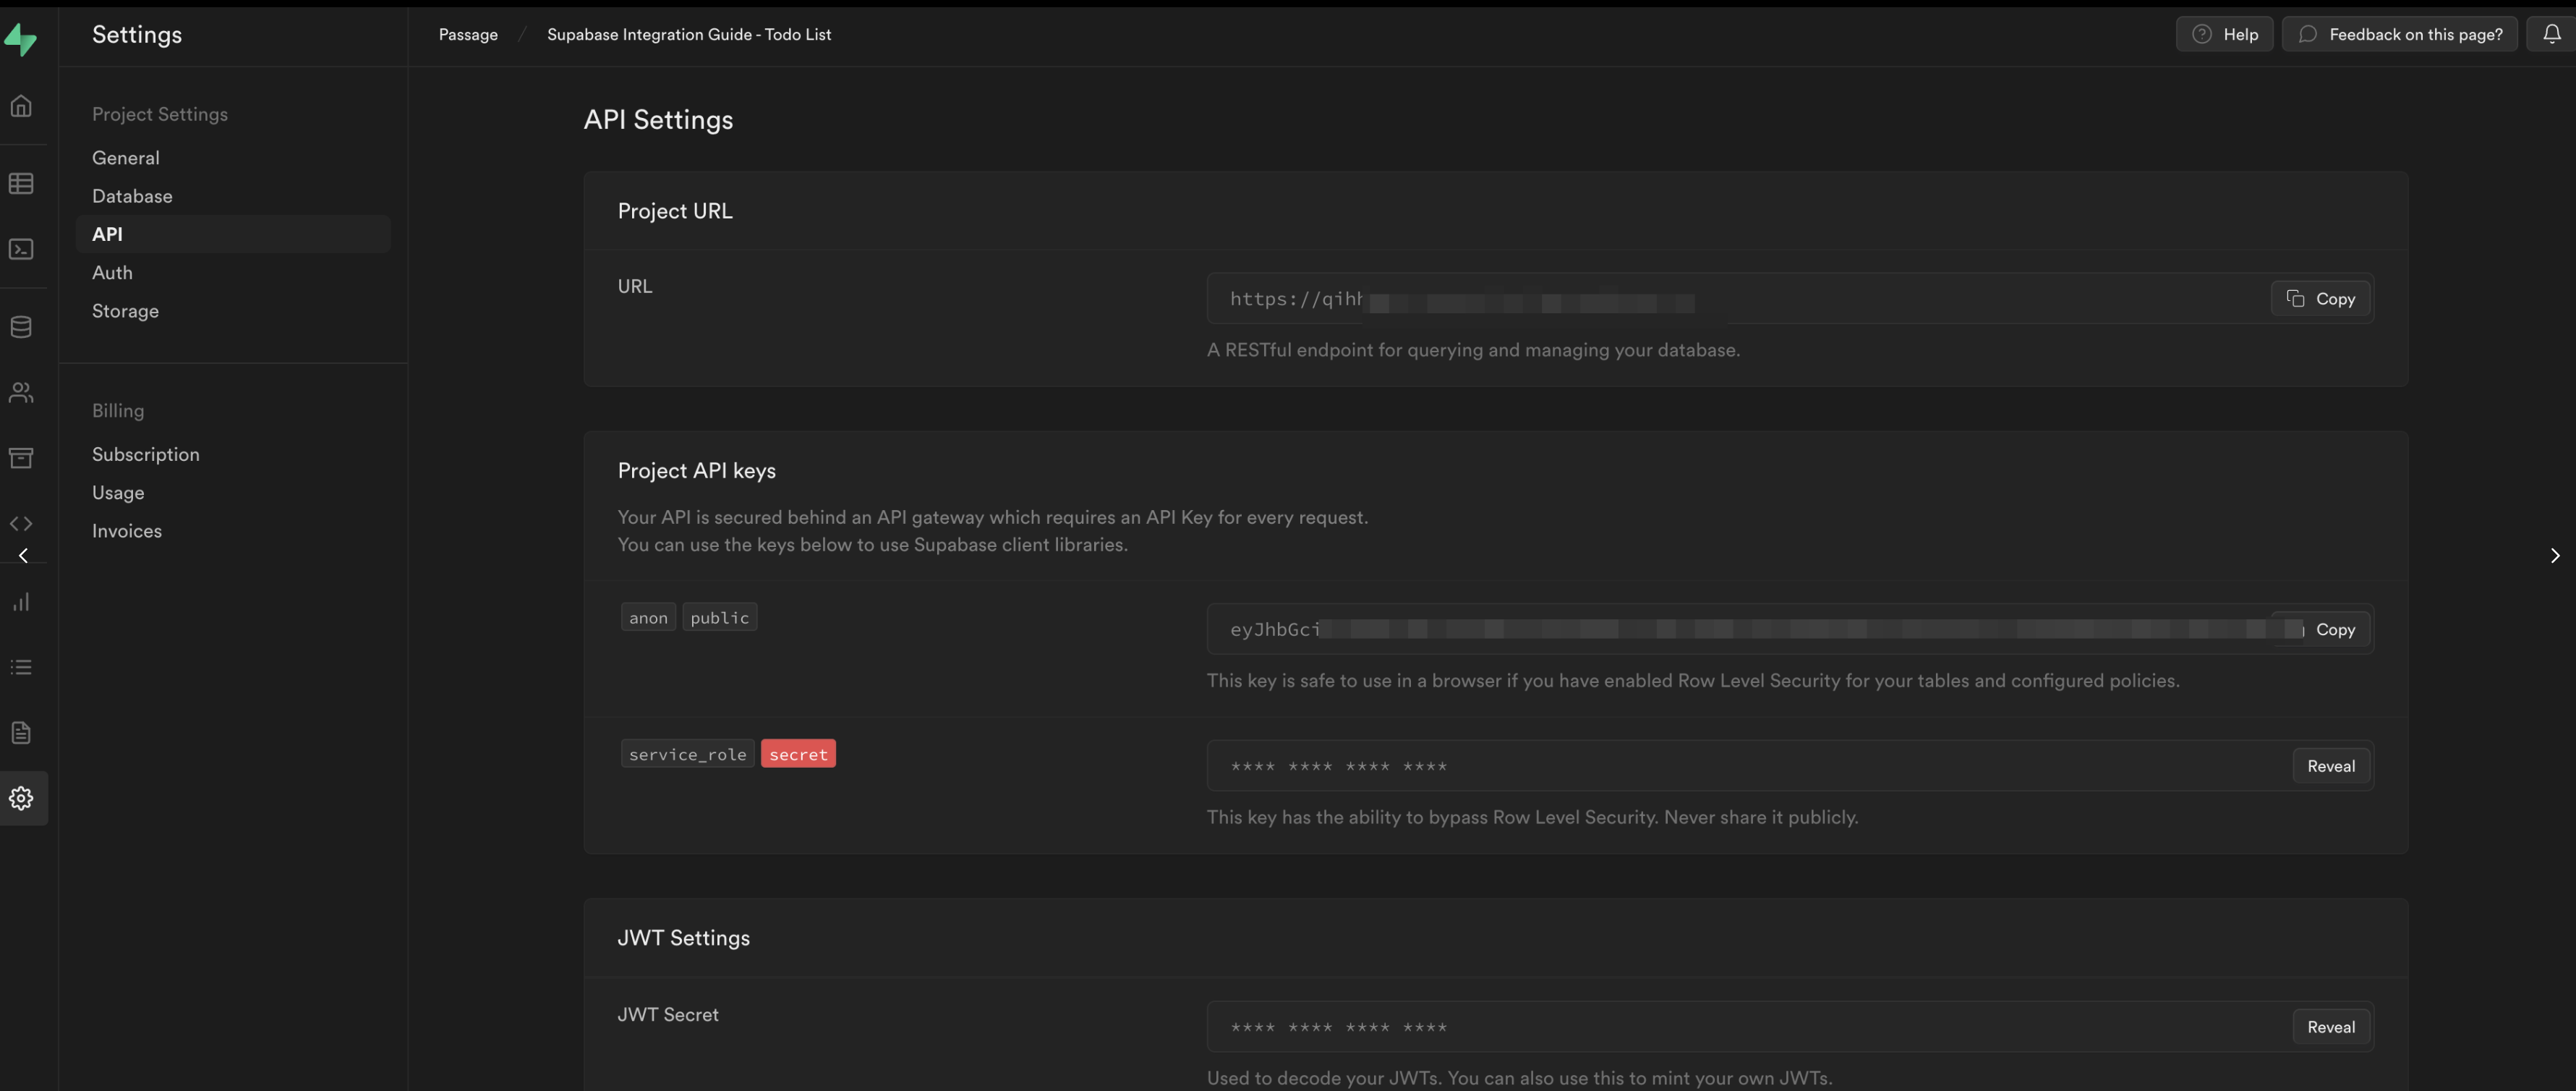 Settings
Passage / Supabase Integration Guide - Todo List
Help
Feedback on this page?
Project Settings
General
Database
API
Auth
Storage
Billing
Subscription
Usage
Invoices
API Settings
Project URL
URL
https://qihh
Copy
A RESTful endpoint for querying and managing your database.
Project API keys
Your API is secured behind an API gateway which requires an API Key for every request.
You can use the keys below to use Supabase client libraries.
anon public
eyJhbGci
Copy
This key is safe to use in a browser if you have enabled Row Level Security for your tables and configured policies.
service_role secret
**** **** **** ****
Reveal
This key has the ability to bypass Row Level Security. Never share it publicly.
JWT Settings
JWT Secret
**** **** **** ****
Reveal
Used to decode your JWTs. You can also use this to mint your own JWTs.